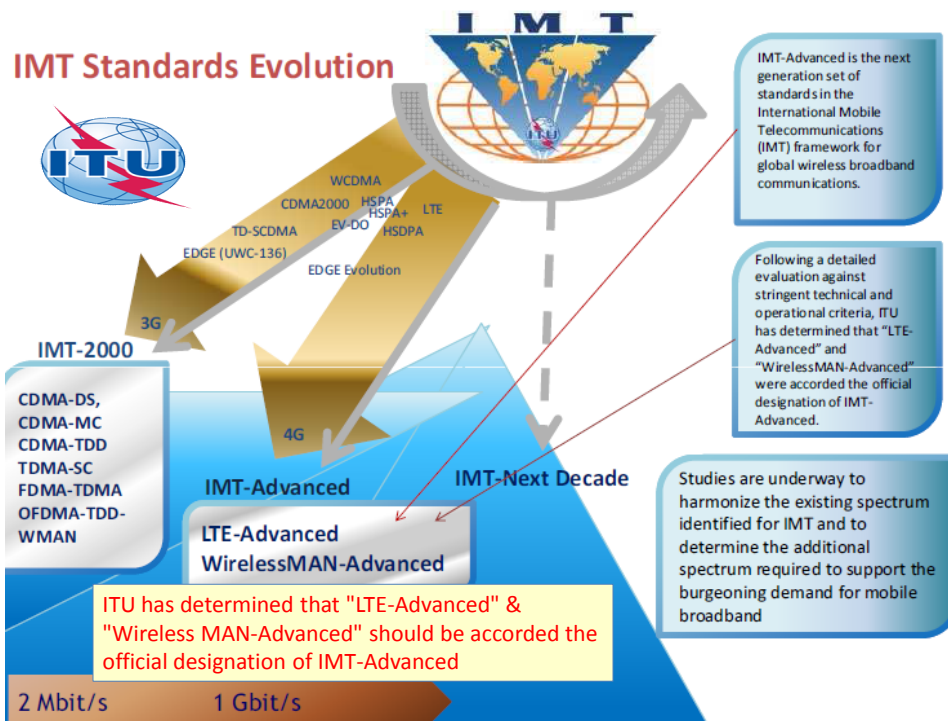 I M T
IMT Standards Evolution
ITU
ITU
WCDMA
CDMA2000
HSPA
HSPA+
LTE
TD-SCDMA
EV-DO
HSDPA
EDGE (UWC-136)
EDGE Evolution
3G
IMT-2000
CDMA-DS,
CDMA-MC
CDMA-TDD
TDMA-SC
FDMA-TDMA
OFDMA-TDD-
WMAN
4G
IMT-Advanced
LTE-Advanced
WirelessMAN-Advanced
IMT-Next Decade
IMT-Advanced is the next
generation set of
standards in the
International Mobile
Telecommunications
(IMT) framework for
global wireless broadband
communications.
Following a detailed
evaluation against
stringent technical and
operational criteria, ITU
has determined that “LTE-
Advanced” and
“WirelessMAN-Advanced”
were accorded the official
designation of IMT-
Advanced.
Studies are underway to
harmonize the existing spectrum
identified for IMT and to
determine the additional
spectrum required to support the
burgeoning demand for mobile
broadband
ITU has determined that "LTE-Advanced" &
"Wireless MAN-Advanced" should be accorded the
official designation of IMT-Advanced
2 Mbit/s
1 Gbit/s